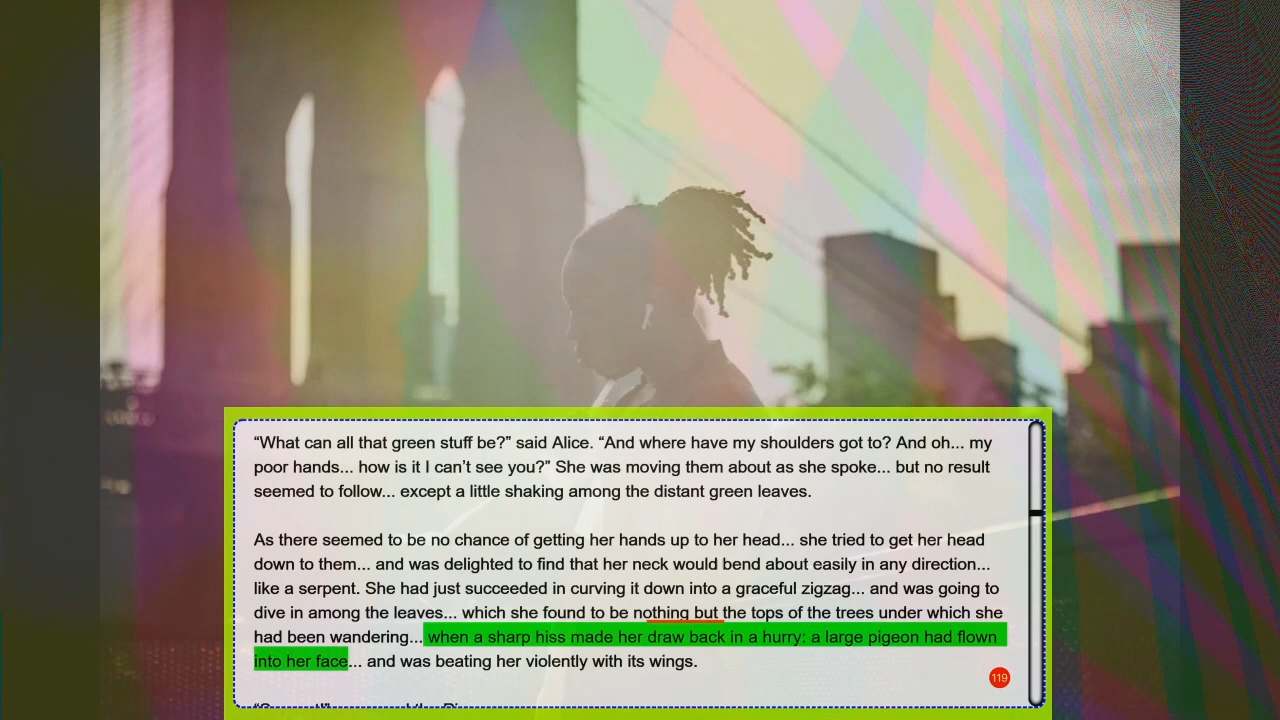 “What can all that green stuff be?” said Alice. “And where have my shoulders got to? And oh... my
poor hands... how is it I can’t see you?” She was moving them about as she spoke... but no result
seemed to follow... except a little shaking among the distant green leaves.
As there seemed to be no chance of getting her hands up to her head... she tried to get her head
down to them... and was delighted to find that her neck would bend about easily in any direction...
like a serpent. She had just succeeded in curving it down into a graceful zigzag... and was going to
dive in among the leaves... which she found to be nothing but the tops of the trees under which she
had been wandering... when a sharp hiss made her draw back in a hurry: a large pigeon had flown
into her face... and was beating her violently with its wings.
119